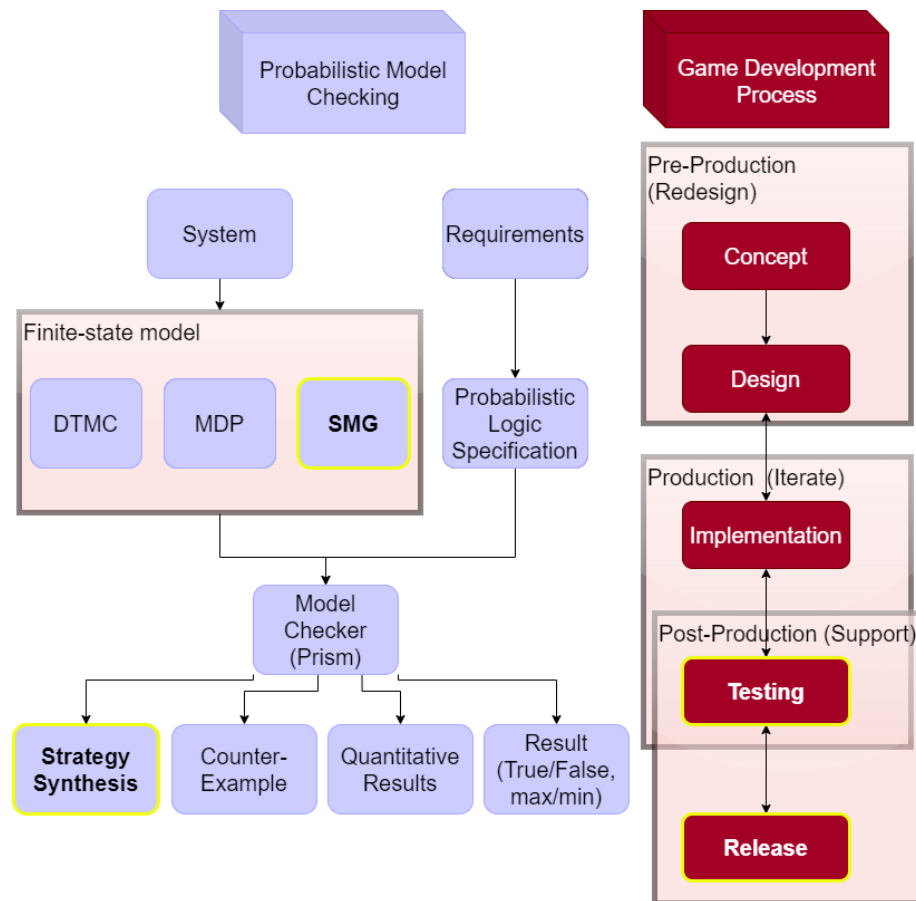 Probabilistic Model
Checking
Game Development
Process
System
Requirements
Finite-state model
DTMC
MDP
SMG
Probabilistic
Logic
Specification
Model
Checker
(Prism)
Strategy
Synthesis
Counter-
Example
Quantitative
Results
Result
(True/False,
max/min)
Pre-Production
(Redesign)
Concept
Design
Production (Iterate)
Implementation
Post-Production (Support)
Testing
Release